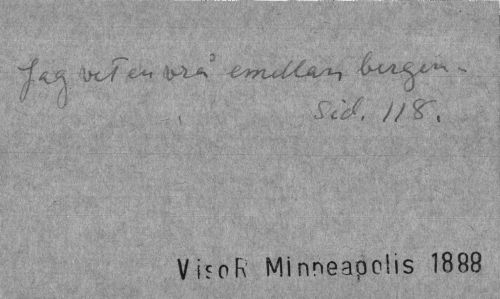 Jag vet en vrå emellan bergen.
Sid. 118.
VisoR Minneapolis 1888